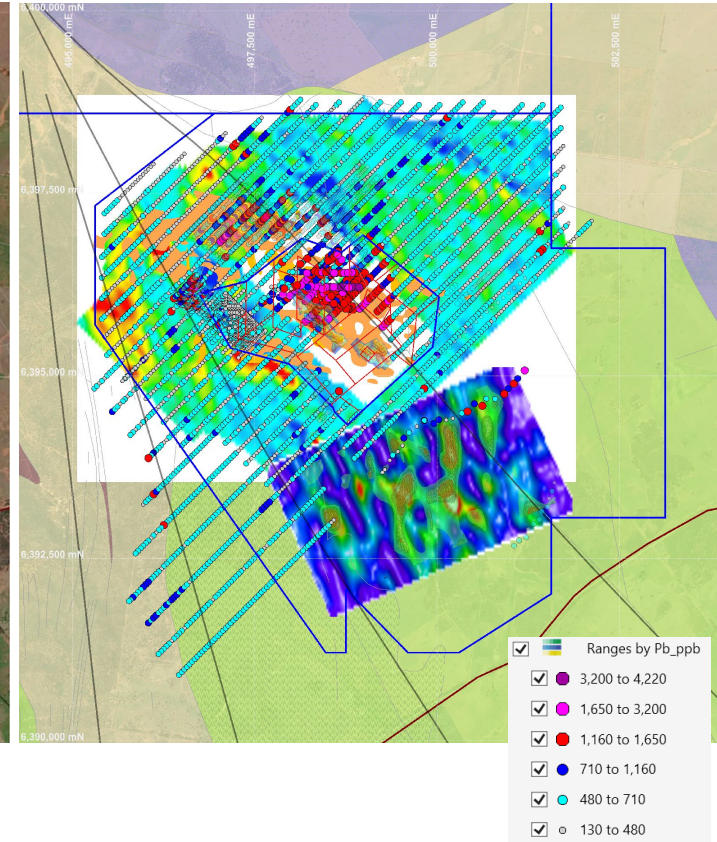 6,400,000 mN
495,000 mE
497,500 mE
500,000 mE
502,500 mE
6,397,500 mN
6,395,000 mN
6,392,500 mN
6,390,000 mN
Ranges by Pb_ppb
3,200 to 4,220
1,650 to 3,200
1,160 to 1,650
710 to 1,160
480 to 710
130 to 480